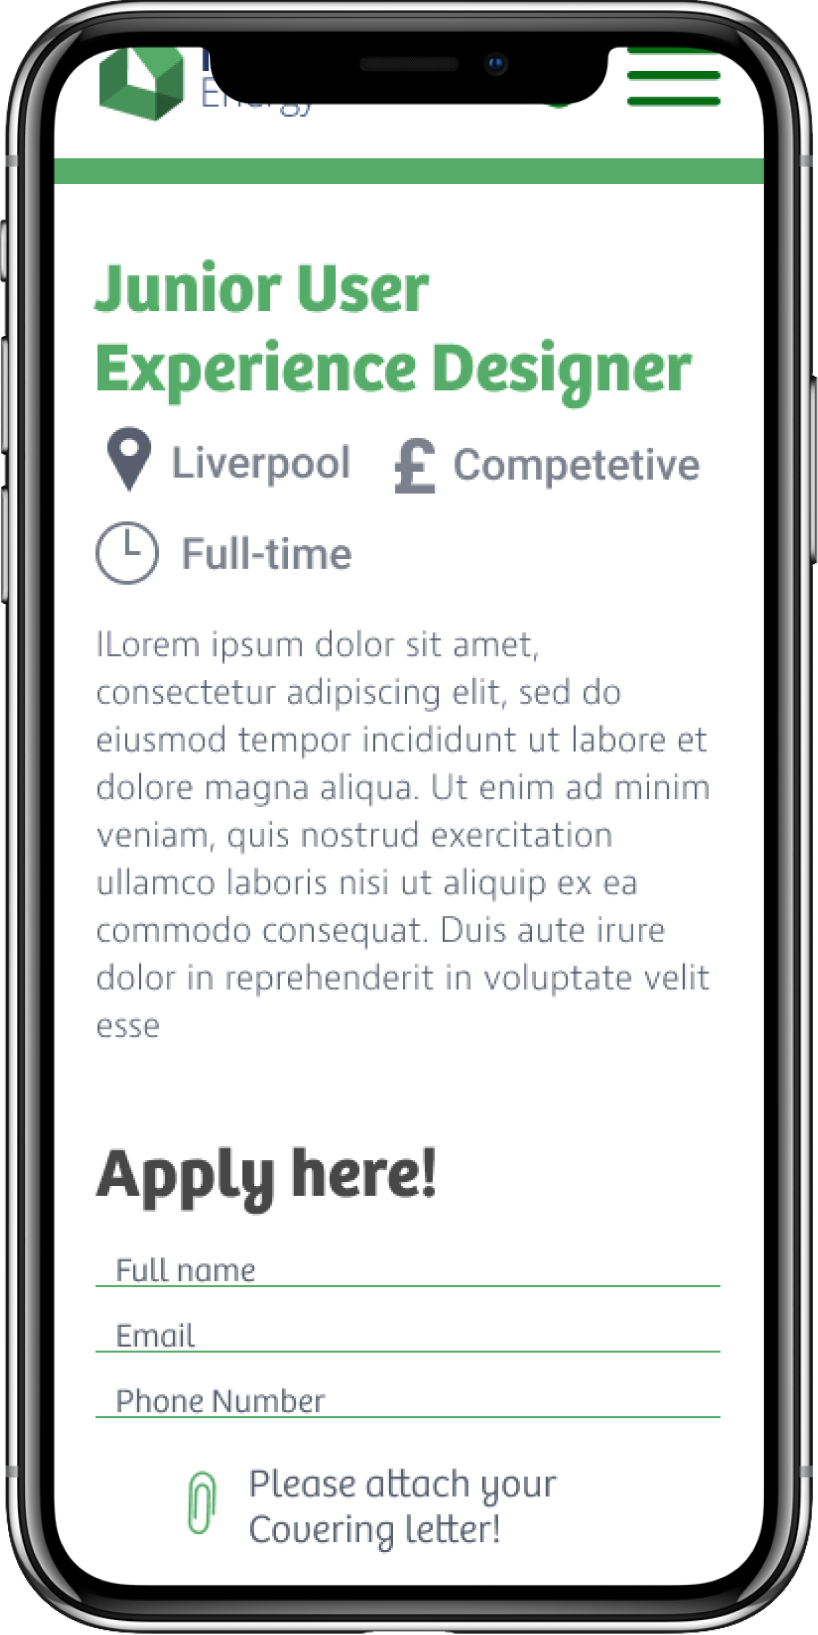 Energy
Junior User
Experience Designer
Liverpool £ Competetive
Full-time
lLorem ipsum dolor sit amet,
consectetur adipiscing elit, sed do
eiusmod tempor incididunt ut labore et
dolore magna aliqua. Ut enim ad minim
veniam, quis nostrud exercitation
ullamco laboris nisi ut aliquip ex ea
commodo consequat. Duis aute irure
dolor in reprehenderit in voluptate velit
esse
Apply here!
Full name
Email
Phone Number
Please attach your
Covering letter!